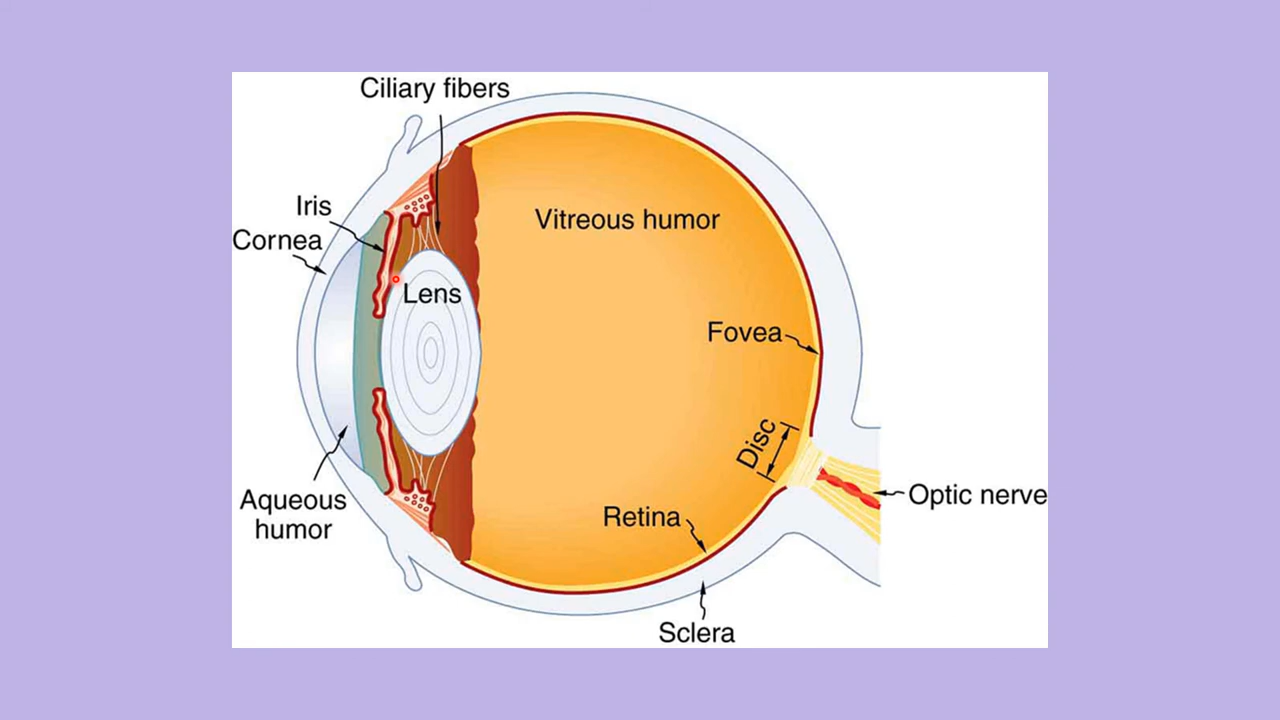 Ciliary fibers
Iris
Cornea
Vitreous humor
Lens
Fovea
Disc
Aqueous
humor
Optic nerve
Retina
Sclera